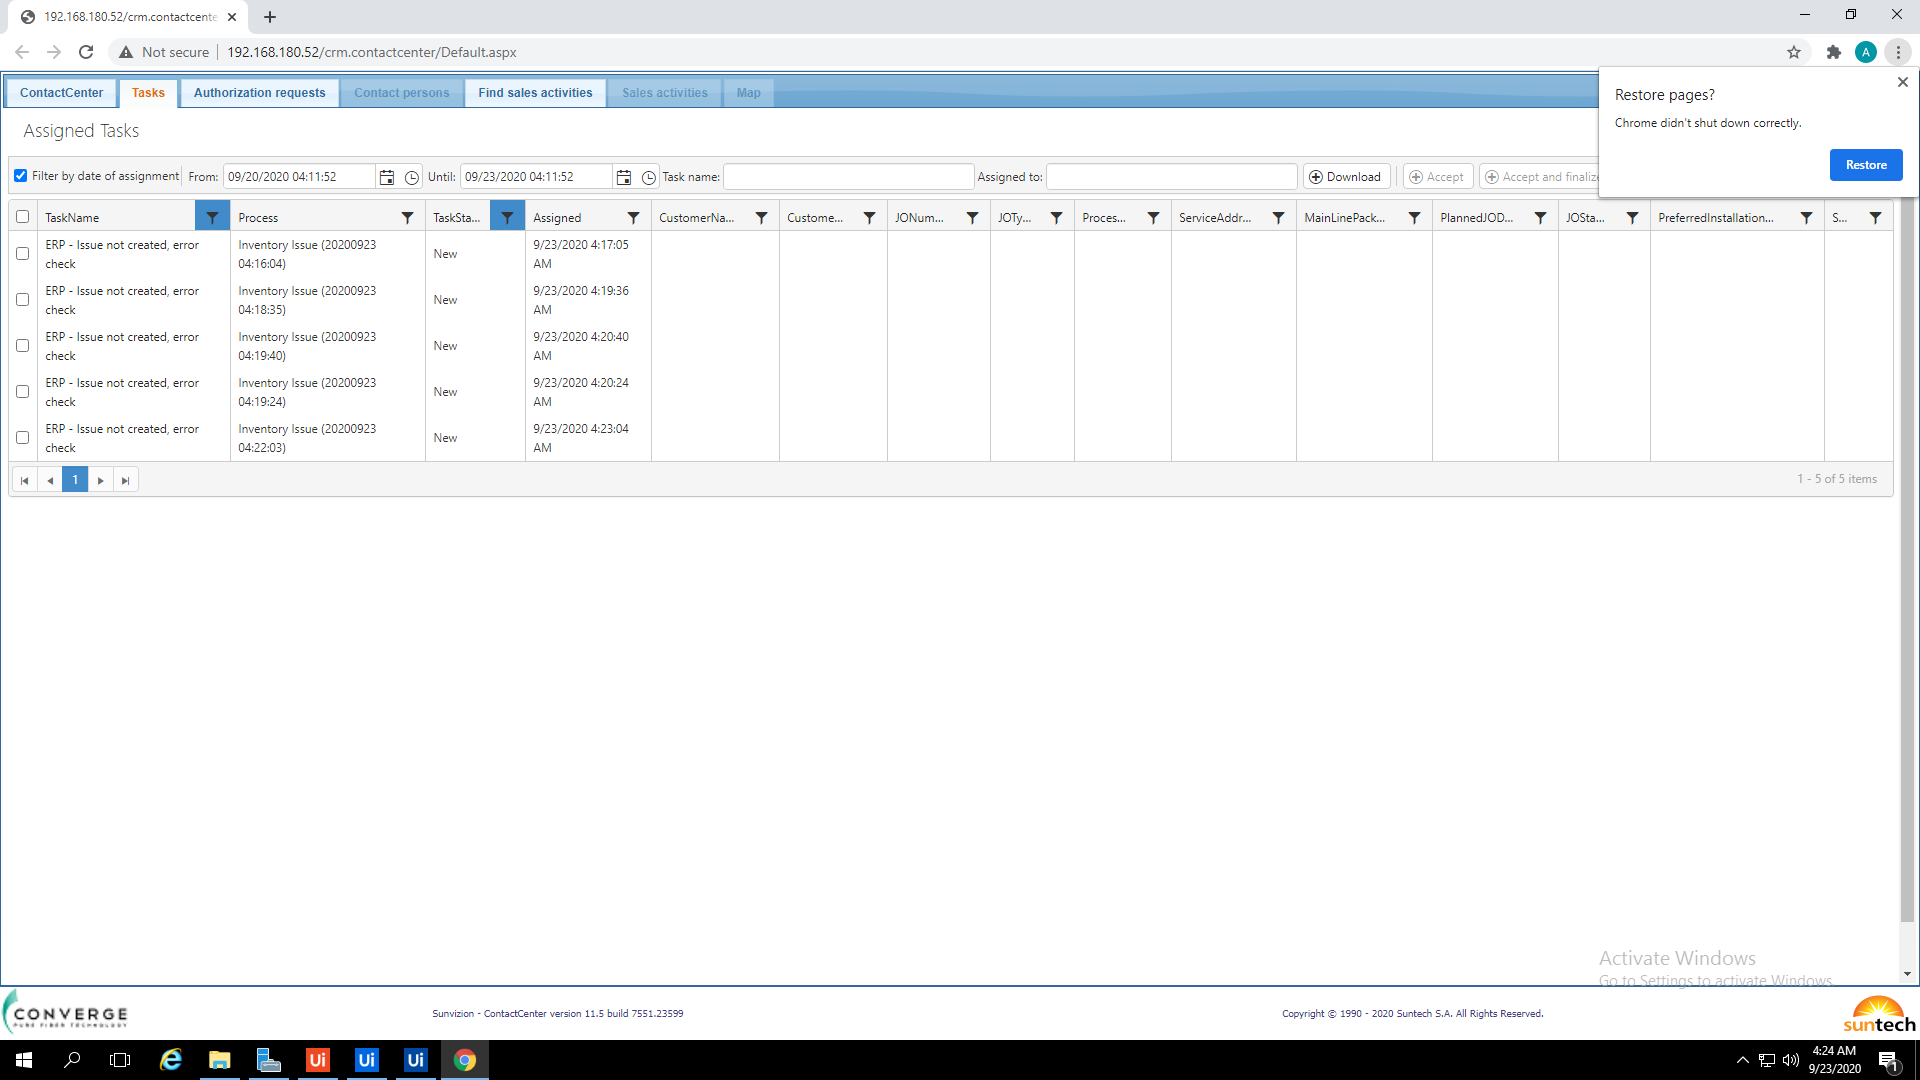 192.168.180.52/crm.contactcente
Not secure
192.168.180.52/crm.contactcenter/Default.aspx
A
ContactCenter
Tasks
Authorization requests
Contact persons
Find sales activities
Sales activities
Map
Restore pages?
Chrome didn't shut down correctly.
Restore
Assigned Tasks
Filter by date of assignment
From:
09/20/2020 04:11:52
Until:
09/23/2020 04:11:52
Task name:
Assigned to:
Download
Accept
Accept and finalize
TaskName
Process
TaskSta...
Assigned
CustomerNa...
Custome...
JONum...
JOTy...
Proces...
ServiceAddr...
MainLinePack...
PlannedJOD...
JOSta...
PreferredInstallation...
S...
ERP - Issue not created, error
check
Inventory Issue (20200923
04:16:04)
New
9/23/2020 4:17:05
AM
ERP - Issue not created, error
check
Inventory Issue (20200923
04:18:35)
New
9/23/2020 4:19:36
AM
ERP - Issue not created, error
check
Inventory Issue (20200923
04:19:40)
New
9/23/2020 4:20:40
AM
ERP - Issue not created, error
check
Inventory Issue (20200923
04:19:24)
New
9/23/2020 4:20:24
AM
ERP - Issue not created, error
check
Inventory Issue (20200923
04:22:03)
New
9/23/2020 4:23:04
AM
1
1 - 5 of 5 items
Activate Windows
Go to Settings to activate Windows.
CONVERGE
PURE FIBER TECHNOLOGY
Sunvizion - ContactCenter version 11.5 build 7551.23599
Copyright © 1990 - 2020 Suntech S.A. All Rights Reserved.
suntech
Ui
Ui
Ui
4:24 AM
9/23/2020
1